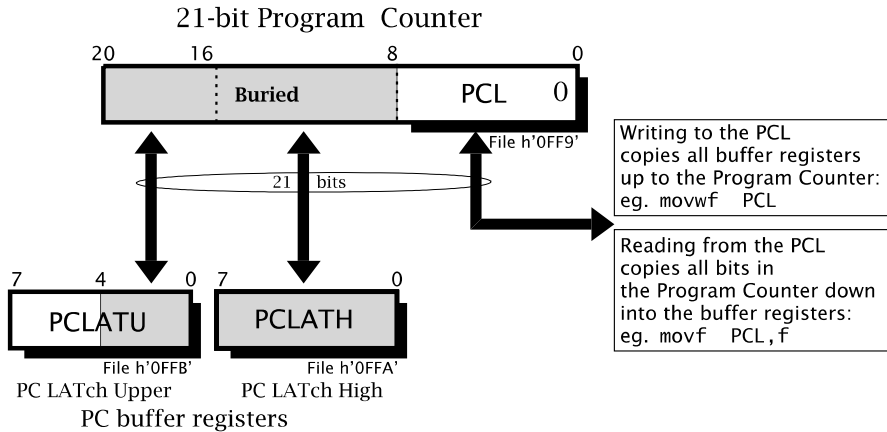 21-bit Program Counter
20 16 8 0
Buried PCL 0
File h'0FF9'
21 bits
Writing to the PCL
copies all buffer registers
up to the Program Counter:
eg. movwf PCL
Reading from the PCL
copies all bits in
the Program Counter down
into the buffer registers:
eg. movf PCL,f
7 4 0 7 0
PCLATU PCLATH
File h'0FFB' File h'0FFA'
PC LATch Upper PC LATch High
PC buffer registers